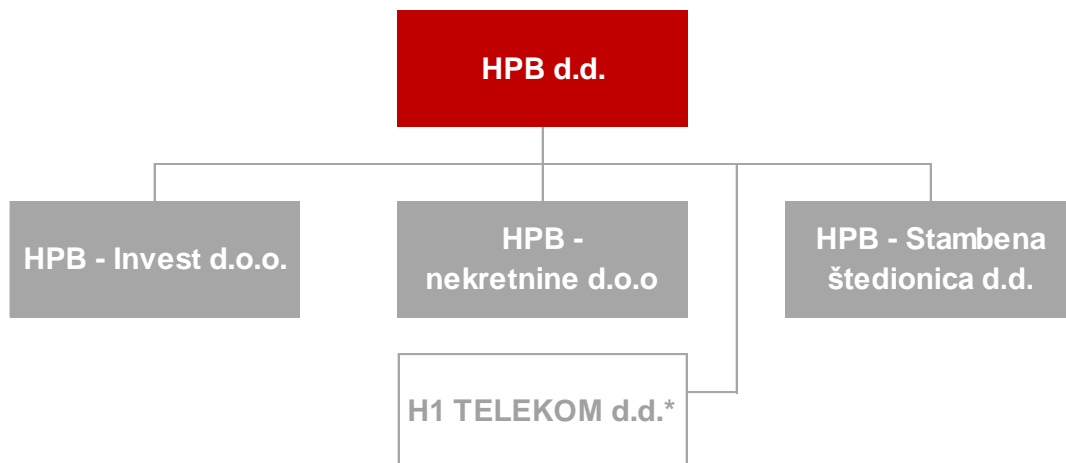 HPB d.d.
HPB - Invest d.o.o.
HPB -
nekretnine d.o.o
HPB - Stambena
štedionica d.d.
H1 TELEKOM d.d.*